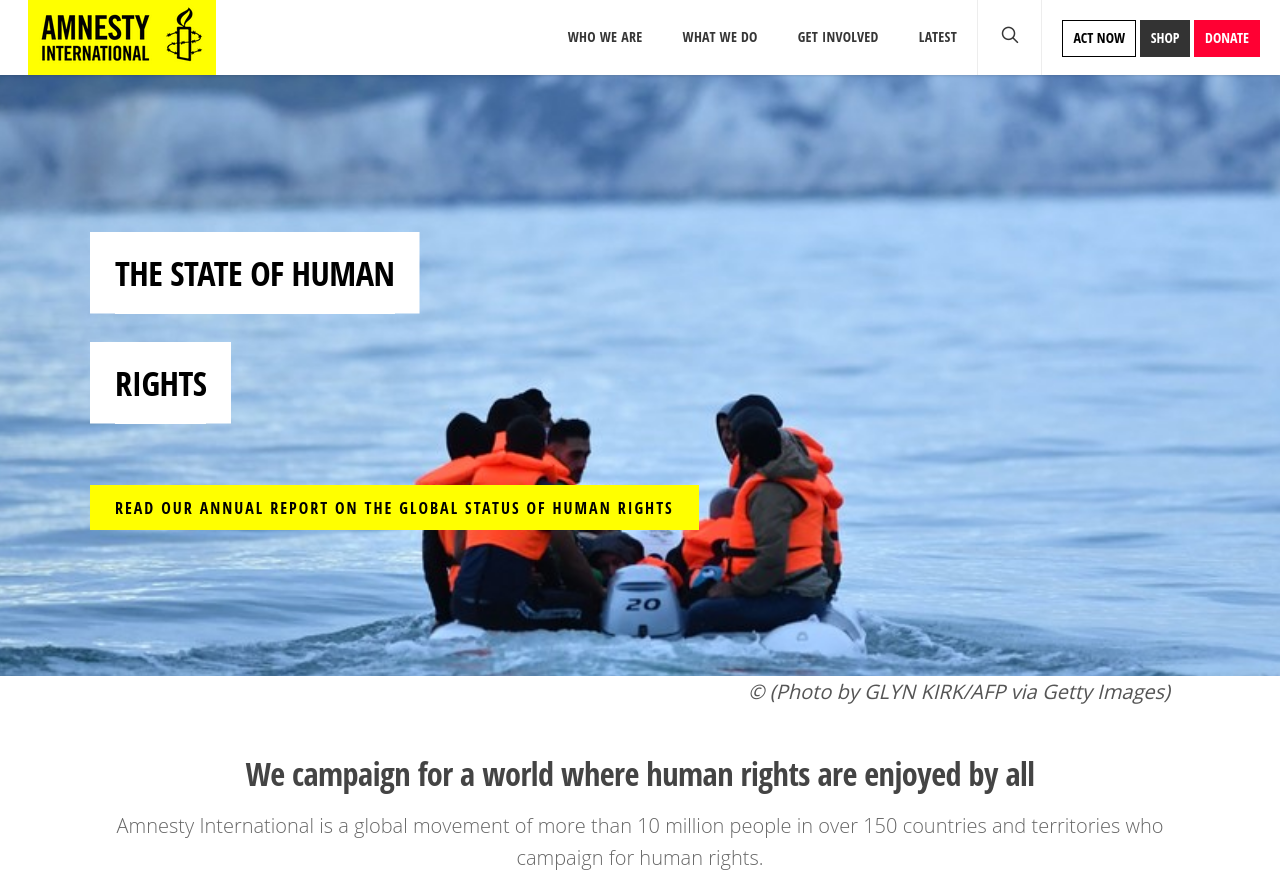 AMNESTY
INTERNATIONAL
WHO WE ARE
WHAT WE DO
GET INVOLVED
LATEST
ACT NOW
SHOP
DONATE
THE STATE OF HUMAN
RIGHTS
READ OUR ANNUAL REPORT ON THE GLOBAL STATUS OF HUMAN RIGHTS
20
© (Photo by GLYN KIRK/AFP via Getty Images)
We campaign for a world where human rights are enjoyed by all
Amnesty International is a global movement of more than 10 million people in over 150 countries and territories who
campaign for human rights.